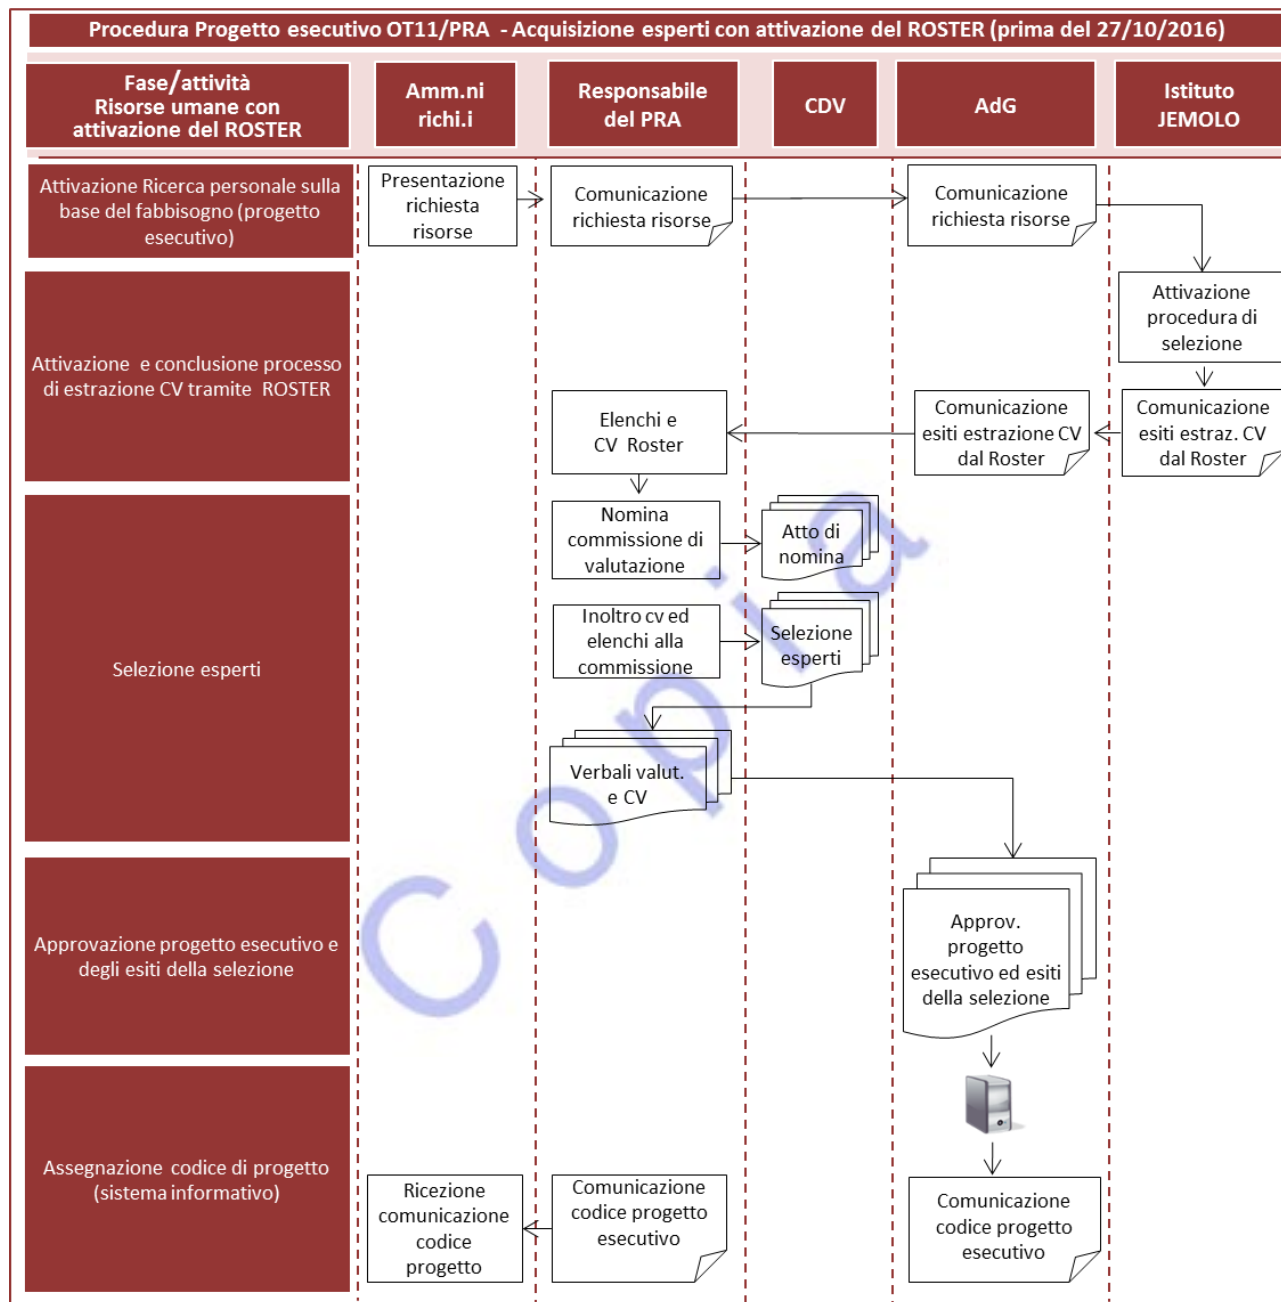 Procedura Progetto esecutivo OT11/PRA - Acquisizione esperti con attivazione del ROSTER (prima del 27/10/2016)
Fase/attività
Risorse umane con
attivazione del ROSTER
Amm.ni
richi.i
Responsabile
del PRA
CDV
AdG
Istituto
JEMOLO
Attivazione Ricerca personale sulla
base del fabbisogno (progetto
esecutivo)
Presentazione
richiesta
risorse
Comunicazione
richiesta risorse
Comunicazione
richiesta risorse
Attivazione e conclusione processo
di estrazione CV tramite ROSTER
Attivazione
procedura di
selezione
Elenchi e
CV Roster
Comunicazione
esiti estrazione CV
dal Roster
Comunicazione
esiti estraz. CV
dal Roster
Selezione esperti
Nomina
commissione di
valutazione
Atto di
nomina
Inoltro cv ed
elenchi alla
commissione
Selezione
esperti
Verbali valut.
e CV
Approvazione progetto esecutivo e
degli esiti della selezione
Approv.
progetto
esecutivo ed esiti
della selezione
Assegnazione codice di progetto
(sistema informativo)
Ricezione
comunicazione
codice
progetto
Comunicazione
codice progetto
esecutivo
Comunicazione
codice progetto
esecutivo
Copia